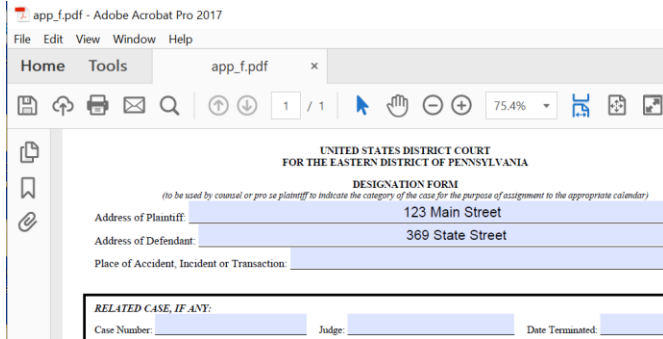 app_f.pdf - Adobe Acrobat Pro 2017
File Edit View Window Help
Home Tools app_f.pdf ×
1 / 1 75.4%
UNITED STATES DISTRICT COURT
FOR THE EASTERN DISTRICT OF PENNSYLVANIA
DESIGNATION FORM
(to be used by counsel or pro se plaintiff to indicate the category of the case for the purpose of assignment to the appropriate calendar)
Address of Plaintiff: 123 Main Street
Address of Defendant: 369 State Street
Place of Accident, Incident or Transaction:
RELATED CASE, IF ANY:
Case Number: Judge: Date Terminated: